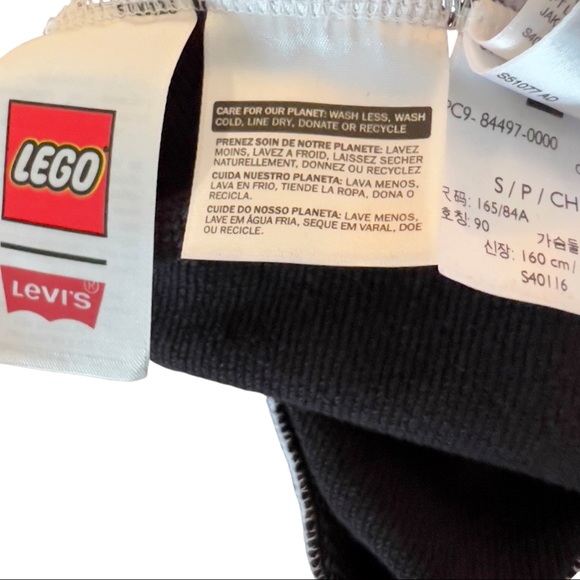 LEGO
LEVI'S®
CARE FOR OUR PLANET: WASH LESS, WASH
COLD, LINE DRY, DONATE OR RECYCLE
PRENEZ SOIN DE NOTRE PLANETE: LAVEZ
MOINS, LAVEZ A FROID, LAISSEZ SECHER
NATURELLEMENT, DONNEZ OU RECYCLEZ
CUIDA NUESTRO PLANETA: LAVA MENOS,
LAVA EN FRIO, TIENDE LA ROPA, DONA O
RECICLA.
CUIDE DO NOSSO PLANETA: LAVE MENOS,
LAVE EM ÁGUA FRIA, SEQUE EM VARAL, DOE
OU RECICLE.
PC9- 84497-0000
S / P / CH
尺码: 165/84A
호칭: 90
가슴둘
신장: 160 cm /
S40116
S51077AD